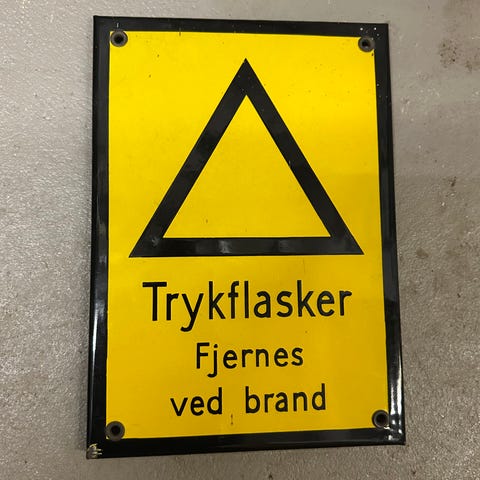 Trykflasker
Fjernes
ved brand